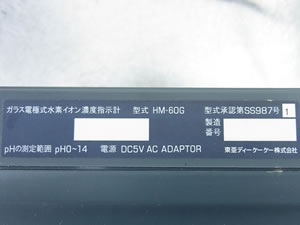 ガラス電極式水素イオン濃度指示計 型式 HM-60G 型式承認第SS987号 1
製造
番号
pHの測定範囲 pH0~14 電源 DC5V AC ADAPTOR 東亜ディーケーケー株式会社